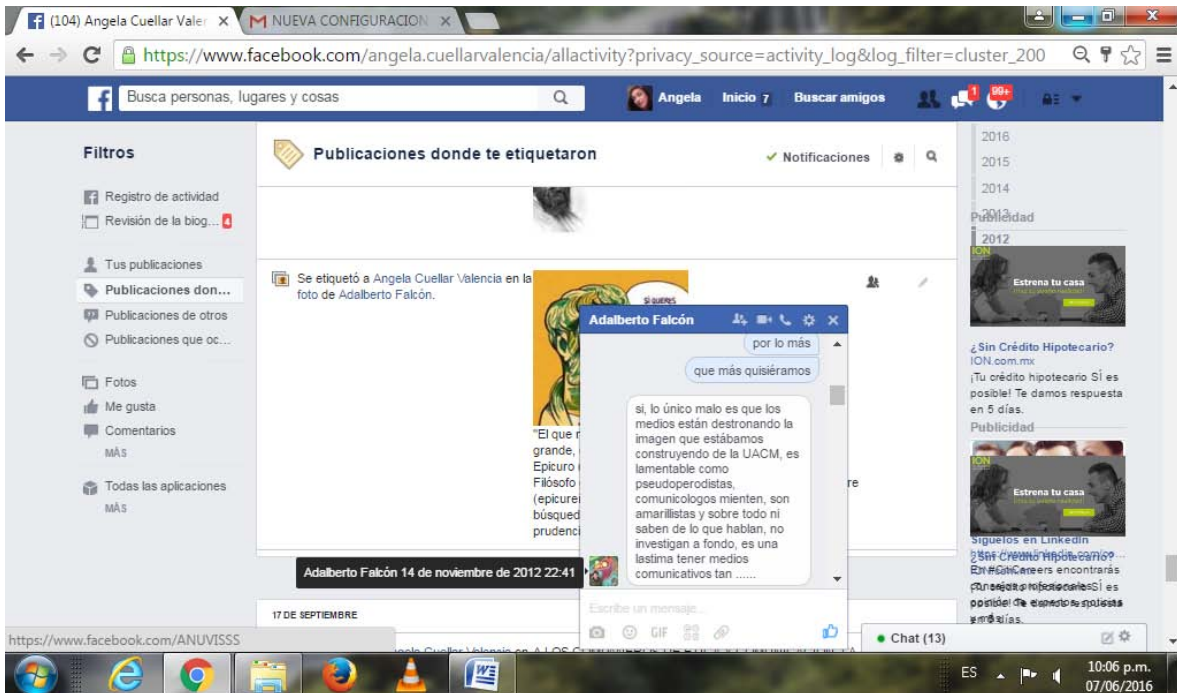 (104) Angela Cuellar Valer
NUEVA CONFIGURACION
https://www.facebook.com/angela.cuellarvalencia/allactivity?privacy_source=activity_log&log_filter=cluster_200
Busca personas, lugares y cosas
Angela
Inicio 7
Buscar amigos
1
99+
Filtros
Registro de actividad
Revisión de la biog... 4
Tus publicaciones
Publicaciones don...
Publicaciones de otros
Publicaciones que oc...
Fotos
Me gusta
Comentarios
MÁS
Todas las aplicaciones
MÁS
Publicaciones donde te etiquetaron
Notificaciones
Se etiquetó a Angela Cuellar Valencia en la
foto de Adalberto Falcón.
SI QUIERES
"El que
grande,
Epicuro
Filósofo
(epicurei
búsqued
prudenci
re
17 DE SEPTIEMBRE
Adalberto Falcón
por lo más
que más quisiéramos
si, lo único malo es que los
medios están destronando la
imagen que estábamos
construyendo de la UACM, es
lamentable como
pseudoperodistas,
comunicologos mienten, son
amarillistas y sobre todo ni
saben de lo que hablan, no
investigan a fondo, es una
lastima tener medios
comunicativos tan ......
Adalberto Falcón 14 de noviembre de 2012 22:41
Escribe un mensaje...
GIF
2016
2015
2014
2013
Publicidad
2012
ION
Estrena tu casa
¿Sin Crédito Hipotecario?
ION.com.mx
¡Tu crédito hipotecario SÍ es
posible! Te damos respuesta
en 5 días.
Publicidad
ION
Estrena tu casa
Síguelos en LinkedIn
Chat (13)
https://www.facebook.com/ANUVISSS
ES
10:06 p.m.
07/06/2016